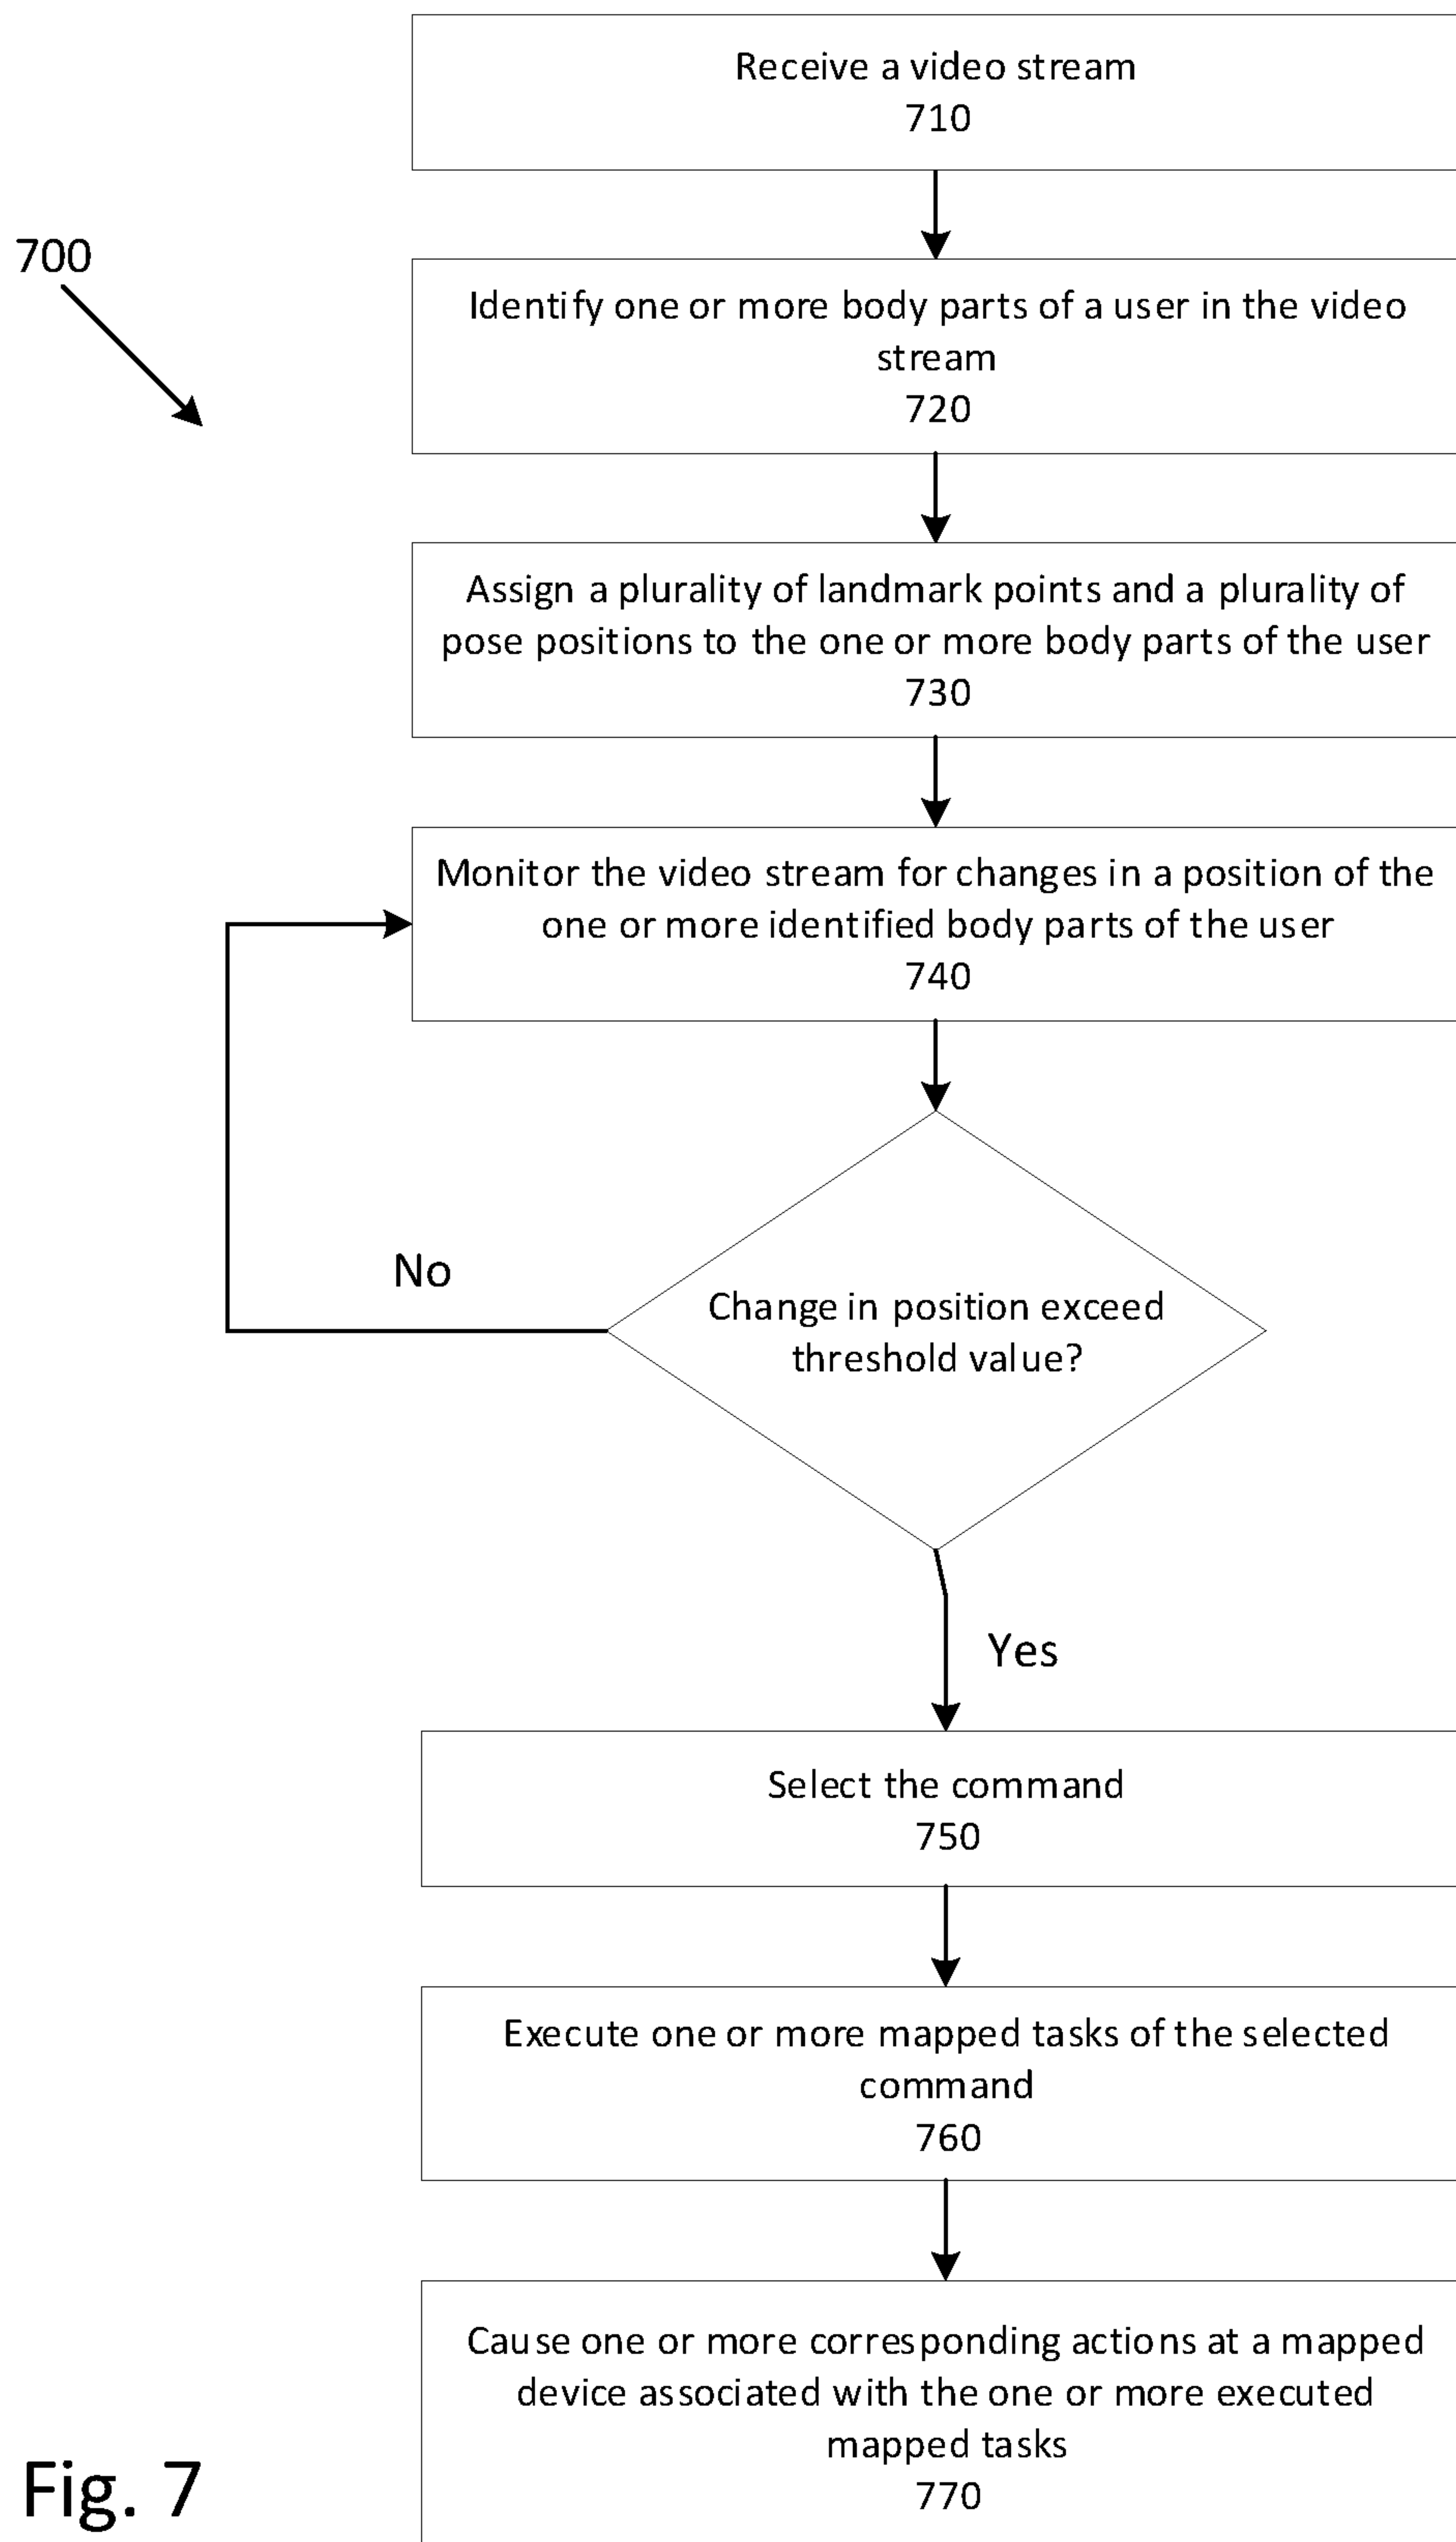 Receive a video stream
710
700
Identify one or more body parts of a user in the video
stream
720
Assign a plurality of landmark points and a plurality of
pose positions to the one or more body parts of the user
730
Monitor the video stream for changes in a position of the
one or more identified body parts of the user
740
No
Change in position exceed
threshold value?
Yes
Select the command
750
Execute one or more mapped tasks of the selected
command
760
Cause one or more corresponding actions at a mapped
device associated with the one or more executed
mapped tasks
770
Fig. 7